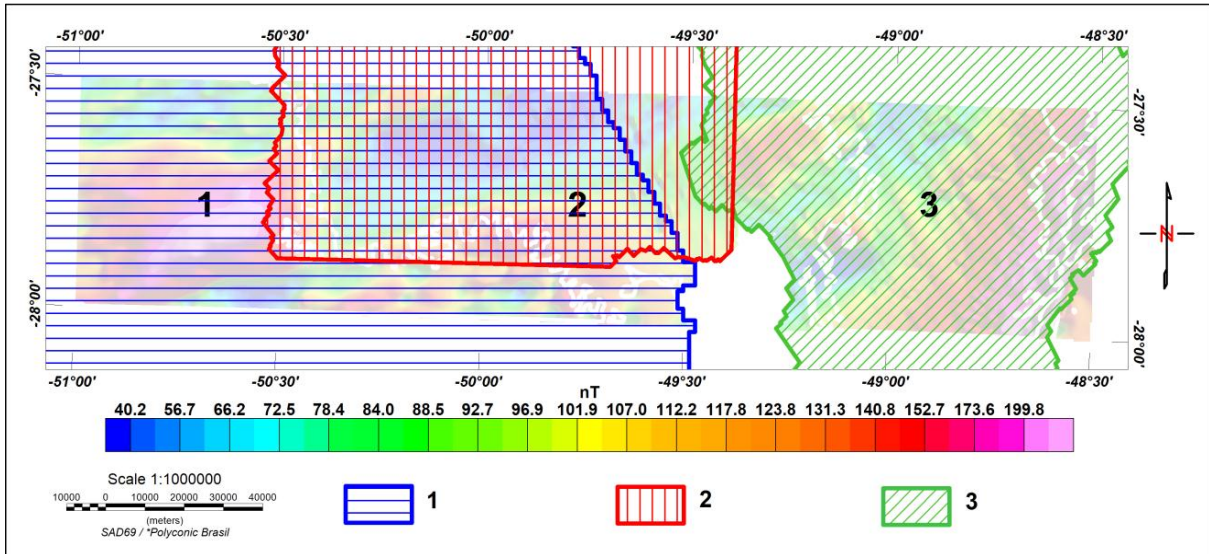 -51°00' -50°30' -50°00' -49°30' -49°00' -48°30'
-27°30' -27°30'
1 2 3
N
-28°00' -28°00'
-51°00' -50°30' -50°00' -49°30' -49°00' -48°30'
nT
40.2 56.7 66.2 72.5 78.4 84.0 88.5 92.7 96.9 101.9 107.0 112.2 117.8 123.8 131.3 140.8 152.7 173.6 199.8
Scale 1:1000000
10000 0 10000 20000 30000 40000
(meters)
SAD69 / *Polyconic Brasil
1 2 3